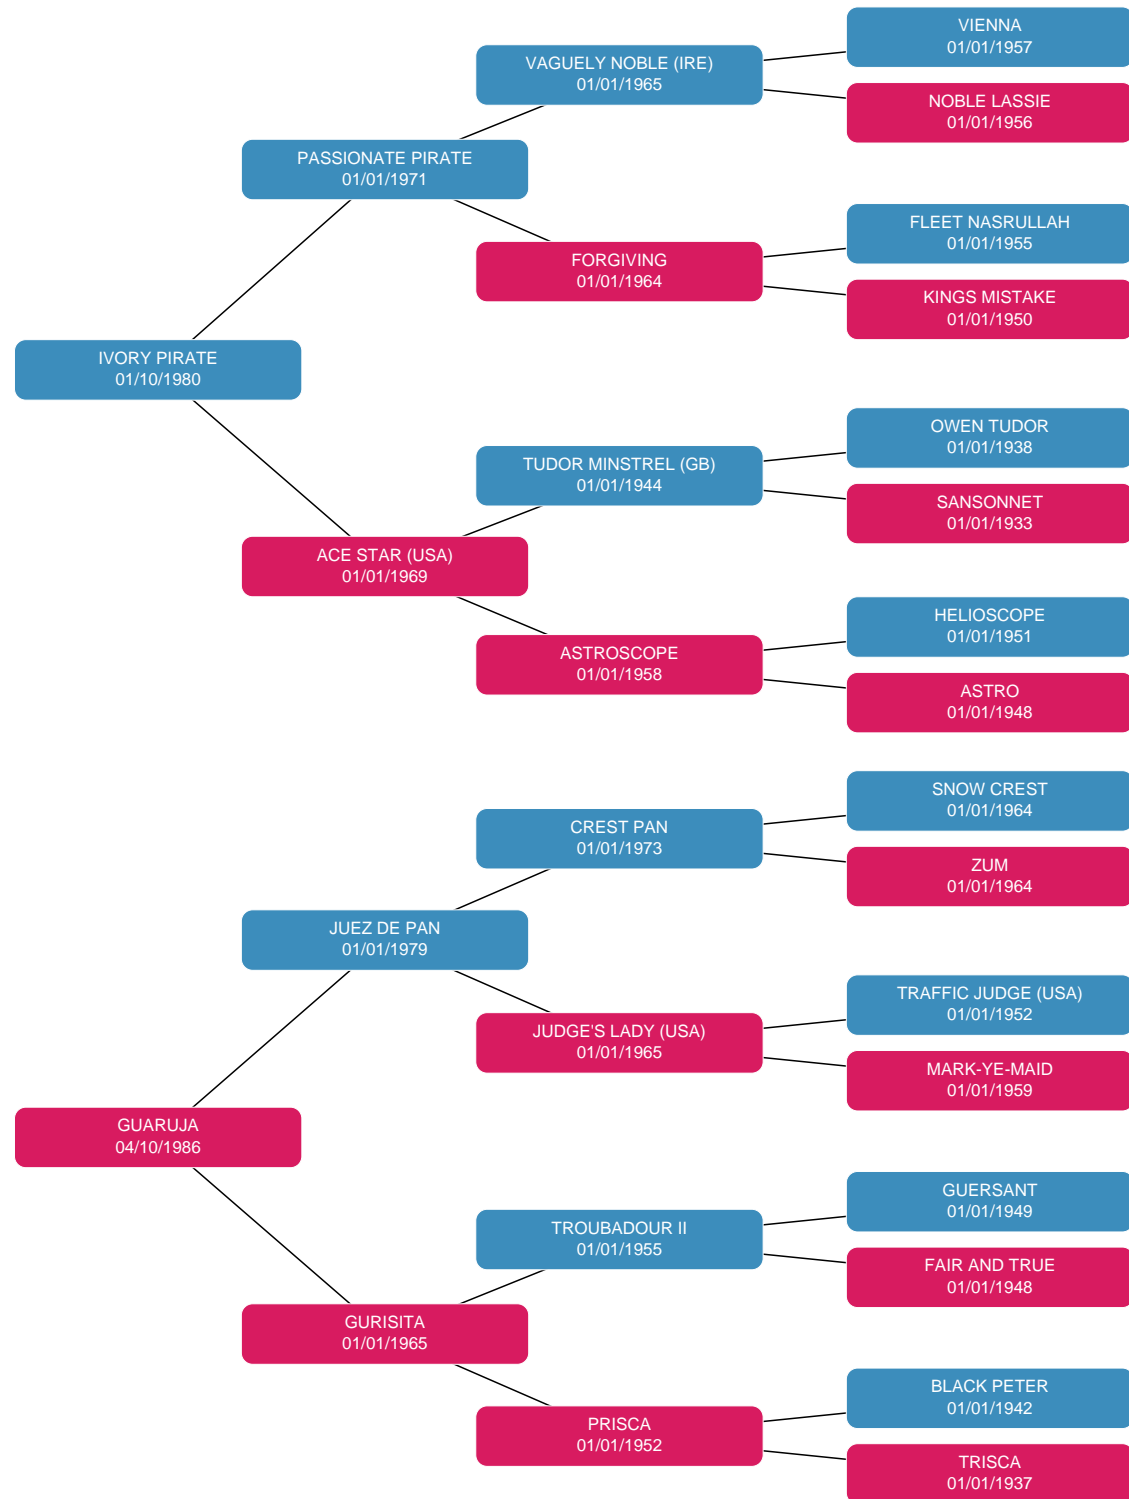 VIENNA
01/01/1957
VAGUELY NOBLE (IRE)
01/01/1965
NOBLE LASSIE
01/01/1956
PASSIONATE PIRATE
01/01/1971
FLEET NASRULLAH
01/01/1955
FORGIVING
01/01/1964
KINGS MISTAKE
01/01/1950
IVORY PIRATE
01/10/1980
OWEN TUDOR
01/01/1938
TUDOR MINSTREL (GB)
01/01/1944
SANSONNET
01/01/1933
ACE STAR (USA)
01/01/1969
HELIOSCOPE
01/01/1951
ASTROSCOPE
01/01/1958
ASTRO
01/01/1948
SNOW CREST
01/01/1964
CREST PAN
01/01/1973
ZUM
01/01/1964
JUEZ DE PAN
01/01/1979
TRAFFIC JUDGE (USA)
01/01/1952
JUDGE'S LADY (USA)
01/01/1965
MARK-YE-MAID
01/01/1959
GUARUJA
04/10/1986
GUERSANT
01/01/1949
TROUBADOUR II
01/01/1955
FAIR AND TRUE
01/01/1948
GURISITA
01/01/1965
BLACK PETER
01/01/1942
PRISCA
01/01/1952
TRISCA
01/01/1937